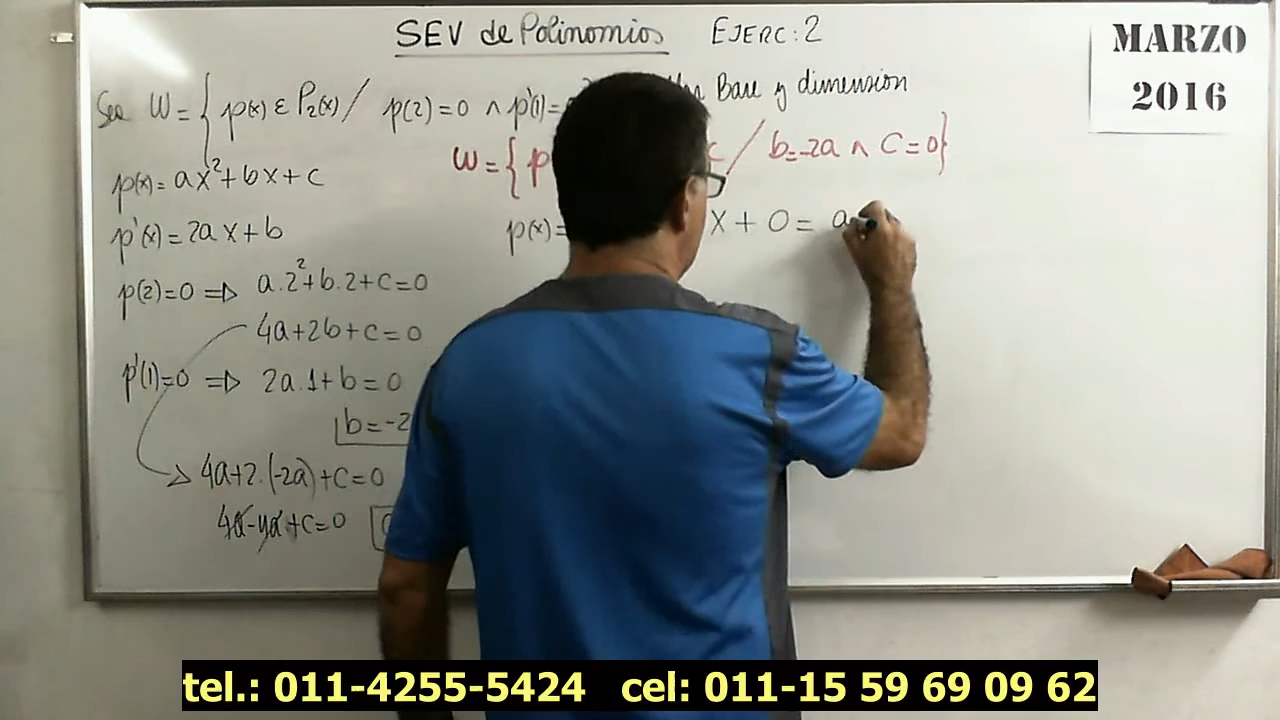 SEV de Polinomios EJERC: 2
MARZO
2016
Sea W = { p(x) ε P₂(x) / p(2)=0 ∧ p'(1)= Base y dimension
W = { p c / b=-2a ∧ C=0 }
p(x)= ax²+bx+c
p(x)= x + 0 = a
p'(x)= 2ax+b
p(2)=0 ⇒ a.2²+b.2+c=0
4a+2b+c=0
p'(1)=0 ⇒ 2a.1+b=0
b=-2
4a+2.(-2a)+c=0
4a-4a+c=0
tel.: 011-4255-5424 cel: 011-15 59 69 09 62